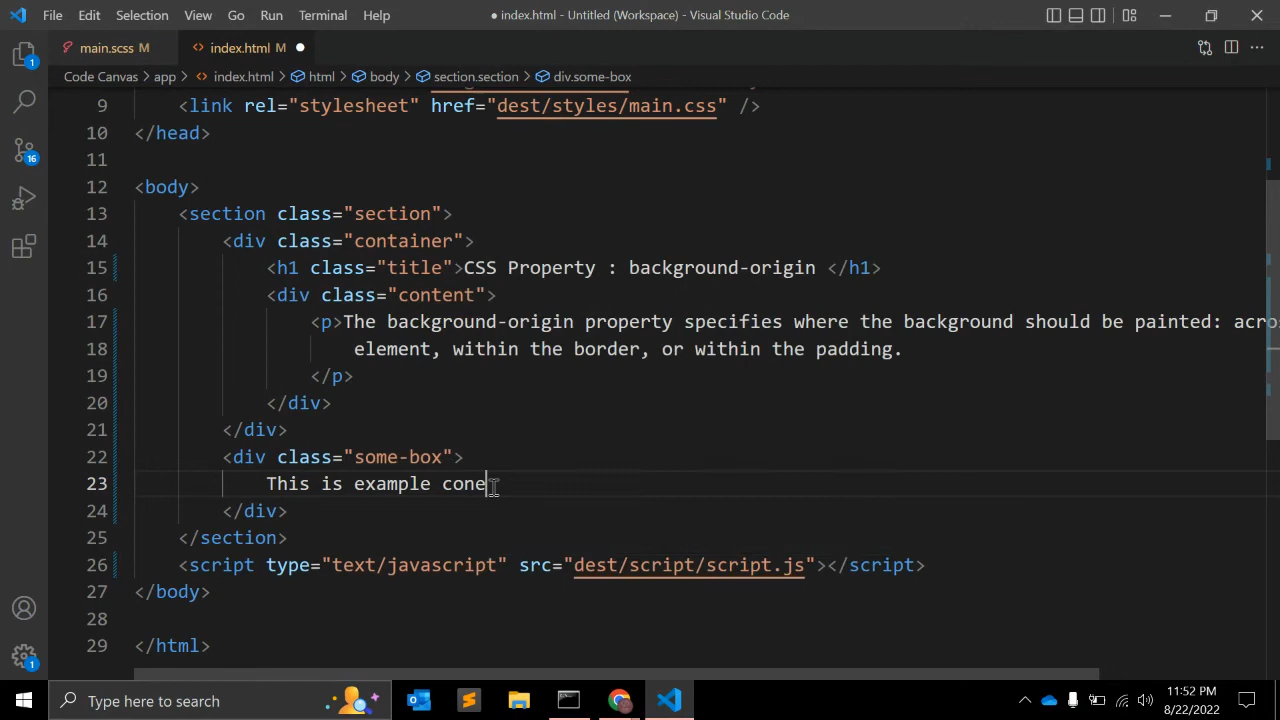 File Edit Selection View Go Run Terminal Help ● index.html - Untitled (Workspace) - Visual Studio Code
main.scss M <> index.html M ●
Code Canvas > app > <> index.html > html > body > section.section > div.some-box
9 <link rel="stylesheet" href="dest/styles/main.css" />
10 </head>
11
12 <body>
13 <section class="section">
14 <div class="container">
15 <h1 class="title">CSS Property : background-origin </h1>
16 <div class="content">
17 <p>The background-origin property specifies where the background should be painted: acro
18 element, within the border, or within the padding.
19 </p>
20 </div>
21 </div>
22 <div class="some-box">
23 This is example cone
24 </div>
25 </section>
26 <script type="text/javascript" src="dest/script/script.js"></script>
27 </body>
28
29 </html>
1
16
1
Type here to search
11:52 PM
8/22/2022